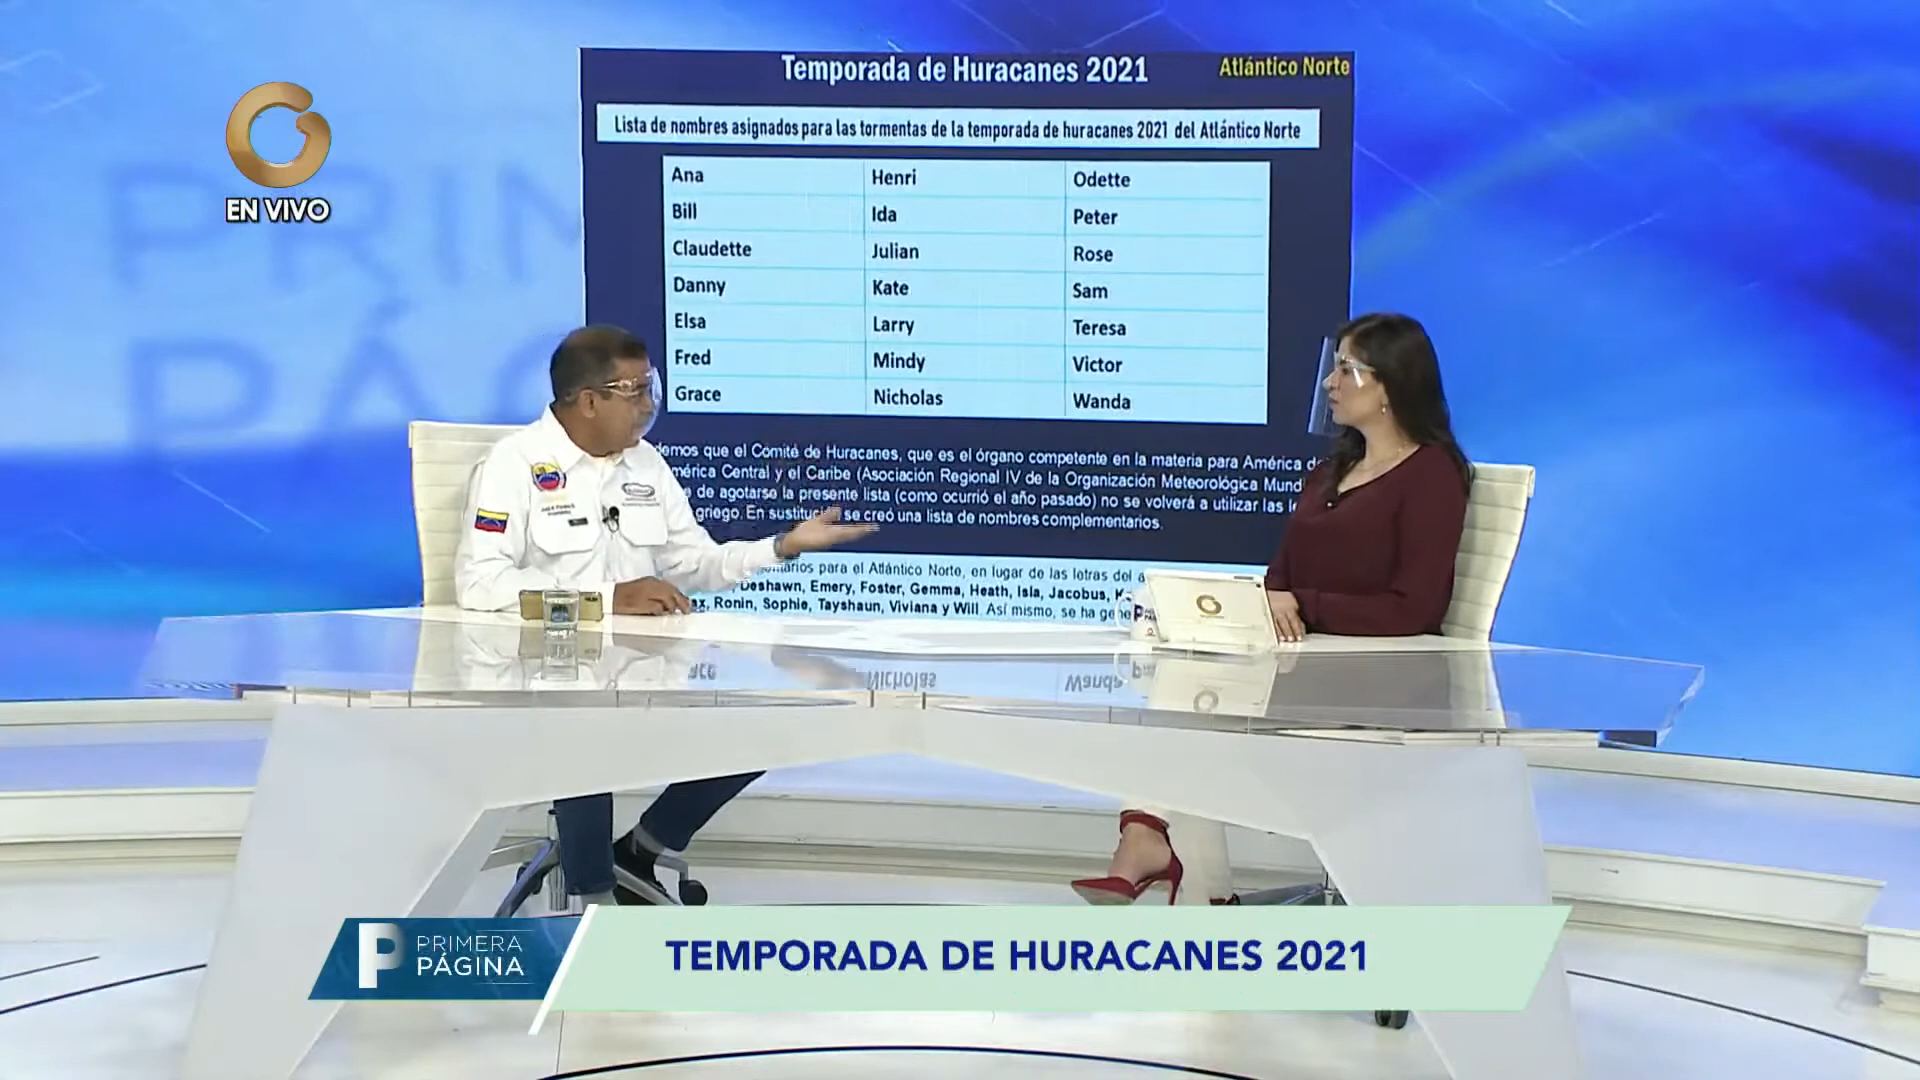 Temporada de Huracanes 2021
Atlántico Norte
Lista de nombres asignados para las tormentas de la temporada de huracanes 2021 del Atlántico Norte
Ana Henri Odette
Bill Ida Peter
Claudette Julian Rose
Danny Kate Sam
Elsa Larry Teresa
Fred Mindy Victor
Grace Nicholas Wanda
que el Comité de Huracanes, que es el órgano competente en la materia para América
Central y el Caribe (Asociación Regional IV de la Organización Meteorológica
de agotarse la presente lista (como ocurrió el año pasado) no se volverá a utilizar las
griego. En se creó una lista de nombres complementarios.
para el Atlántico Norte, en lugar de las letras del
Deshawn, Emery, Foster, Gemma, Heath, Isla, Jacobus,
Ronin, Sophie, Tayshaun, Viviana y Will. Así mismo, se ha
EN VIVO
PRIMERA
PÁGINA
TEMPORADA DE HURACANES 2021